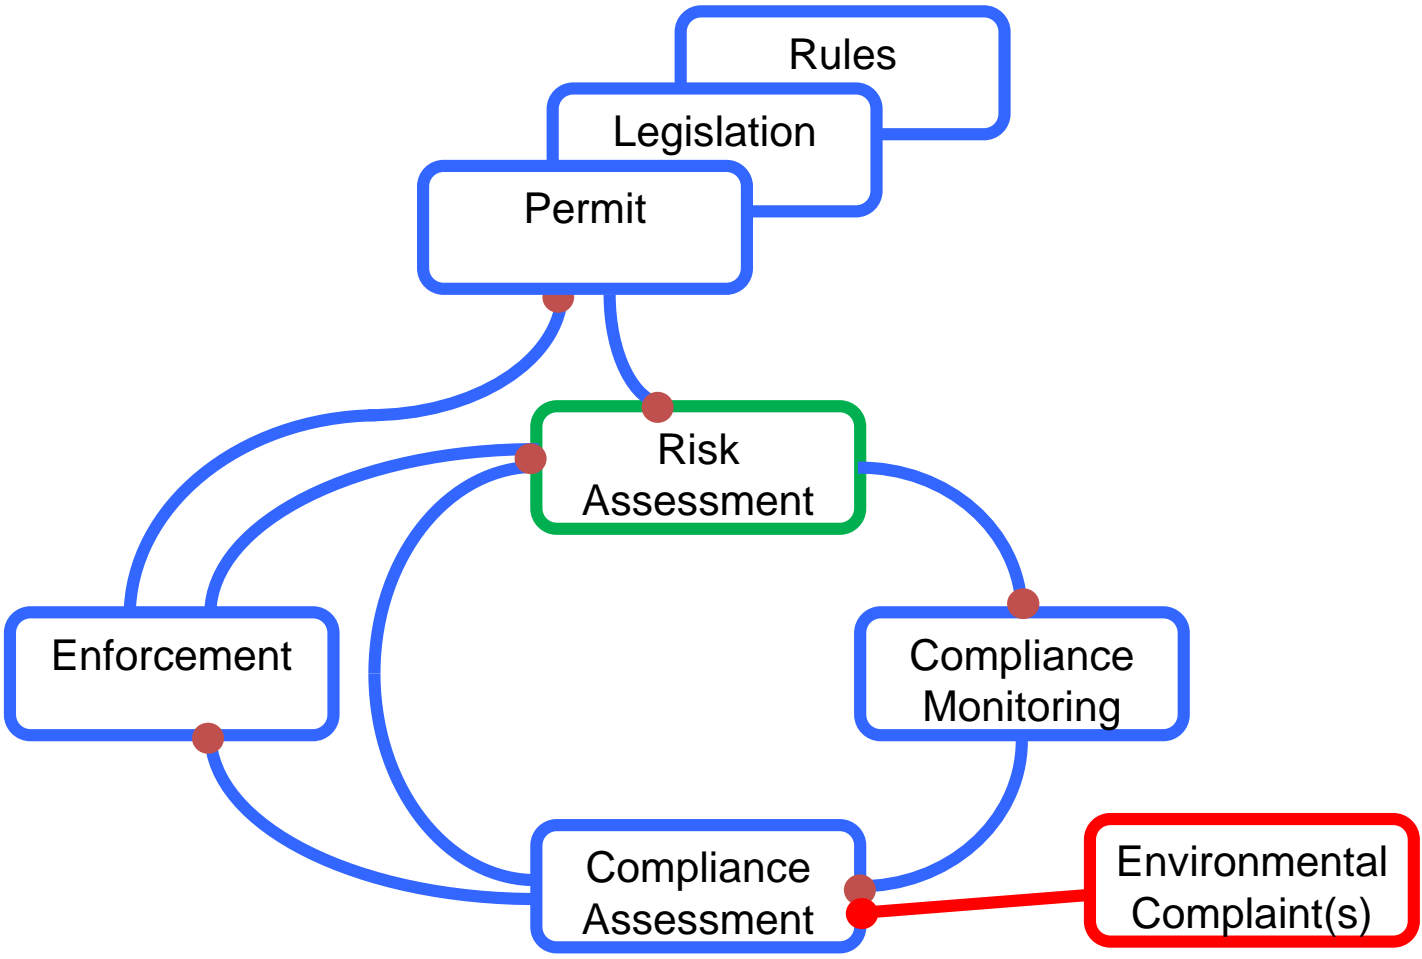 Rules
Legislation
Permit
Risk
Assessment
Enforcement
Compliance
Monitoring
Compliance
Assessment
Environmental
Complaint(s)